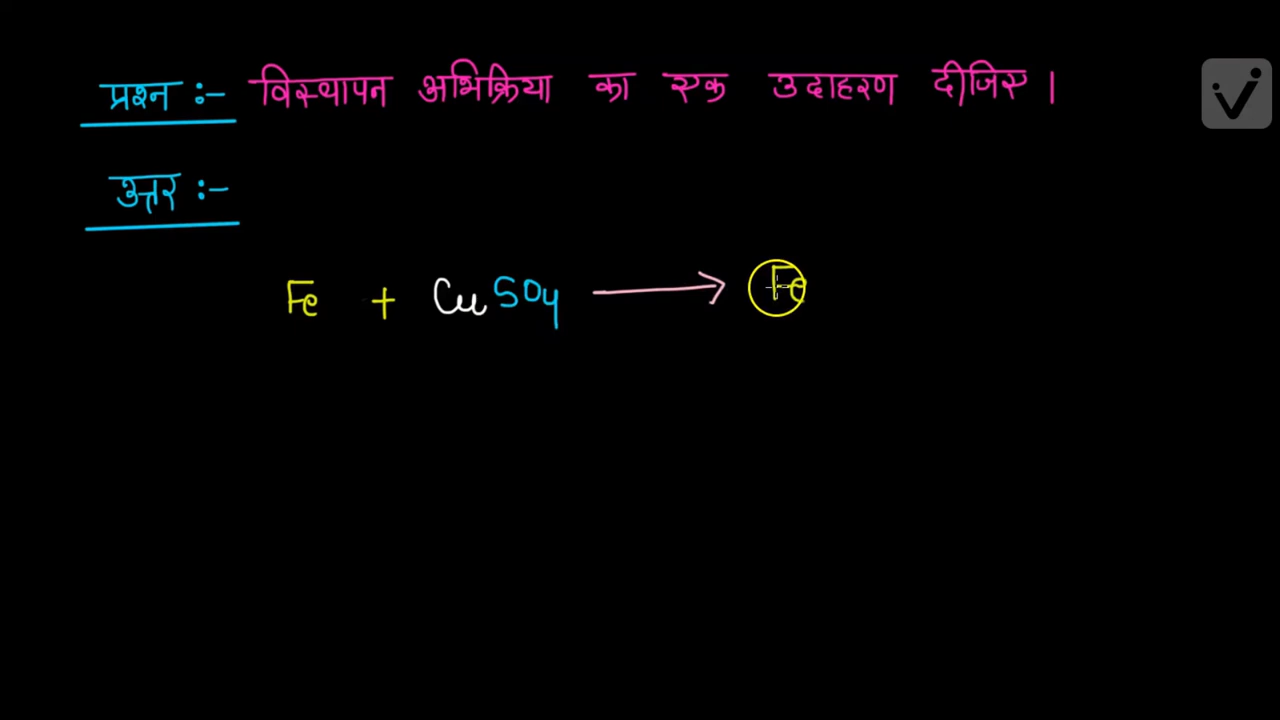 प्रश्न :- विस्थापन अभिक्रिया का एक उदाहरण दीजिए ।
उत्तर :-
Fe + CuSO4 ⟶ Fe